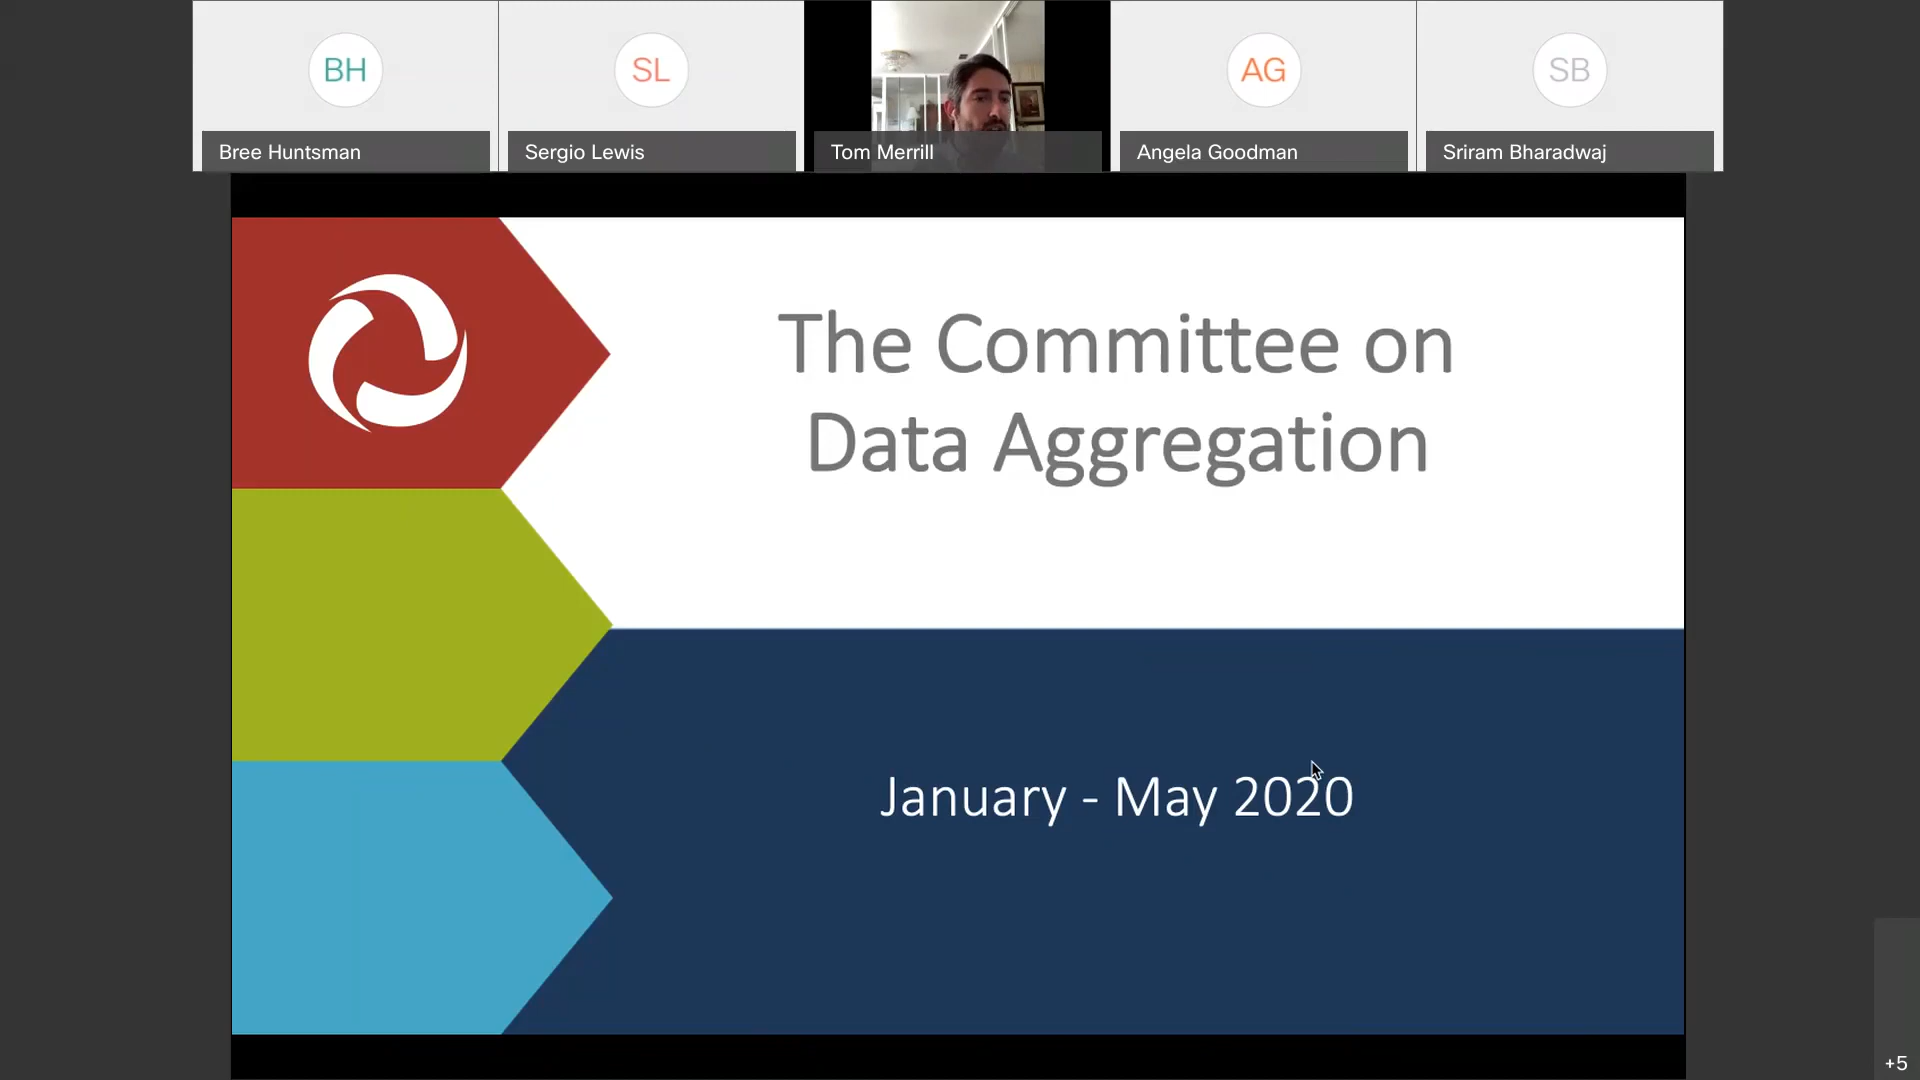 BH
Bree Huntsman
SL
Sergio Lewis
Tom Merrill
AG
Angela Goodman
SB
Sriram Bharadwaj
The Committee on
Data Aggregation
January - May 2020
+5